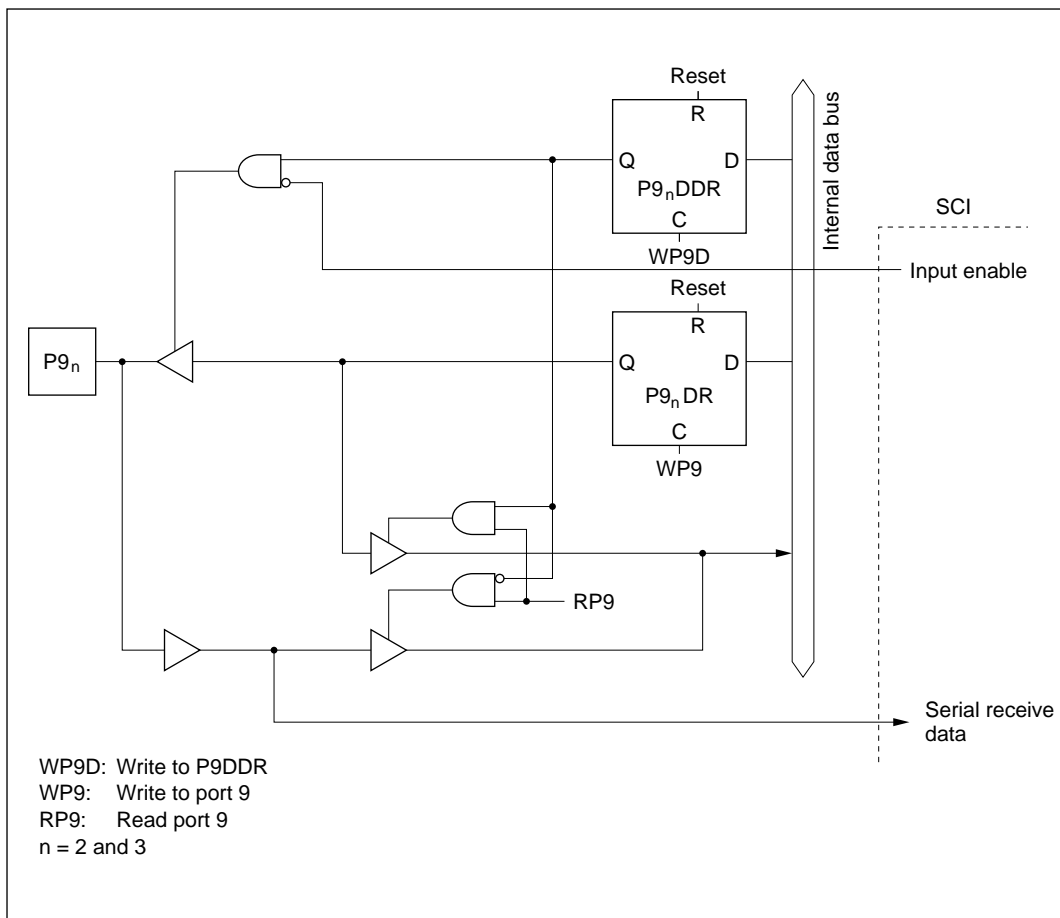 Reset
R
Q
D
P9nDDR
C
WP9D
Internal data bus
SCI
Input enable
Reset
R
P9n
Q
D
P9nDR
C
WP9
RP9
Serial receive
data
WP9D: Write to P9DDR
WP9: Write to port 9
RP9: Read port 9
n = 2 and 3